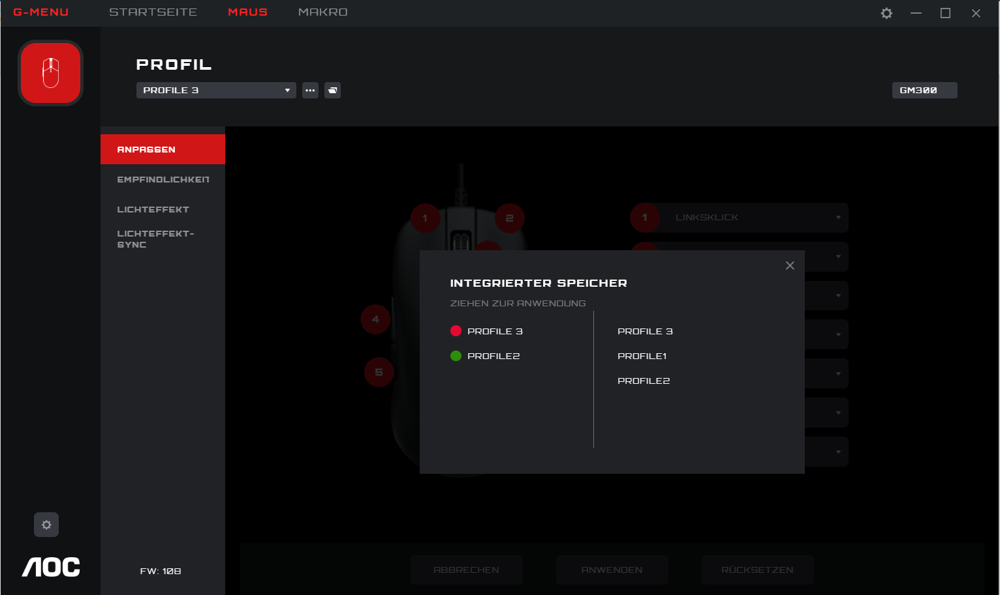 G-MENU STARTSEITE MAUS MAKRO
PROFIL
PROFILE 3
GM300
ANPASSEN
EMPFINDLICHKEIT
LICHTEFFEKT
LICHTEFFEKT-
SYNC
1
2
4
5
1 LINKSKLICK
INTEGRIERTER SPEICHER
ZIEHEN ZUR ANWENDUNG
PROFILE 3
PROFILE2
PROFILE 3
PROFILE1
PROFILE2
AOC
FW: 108
ABBRECHEN
ANWENDEN
RÜCKSETZEN